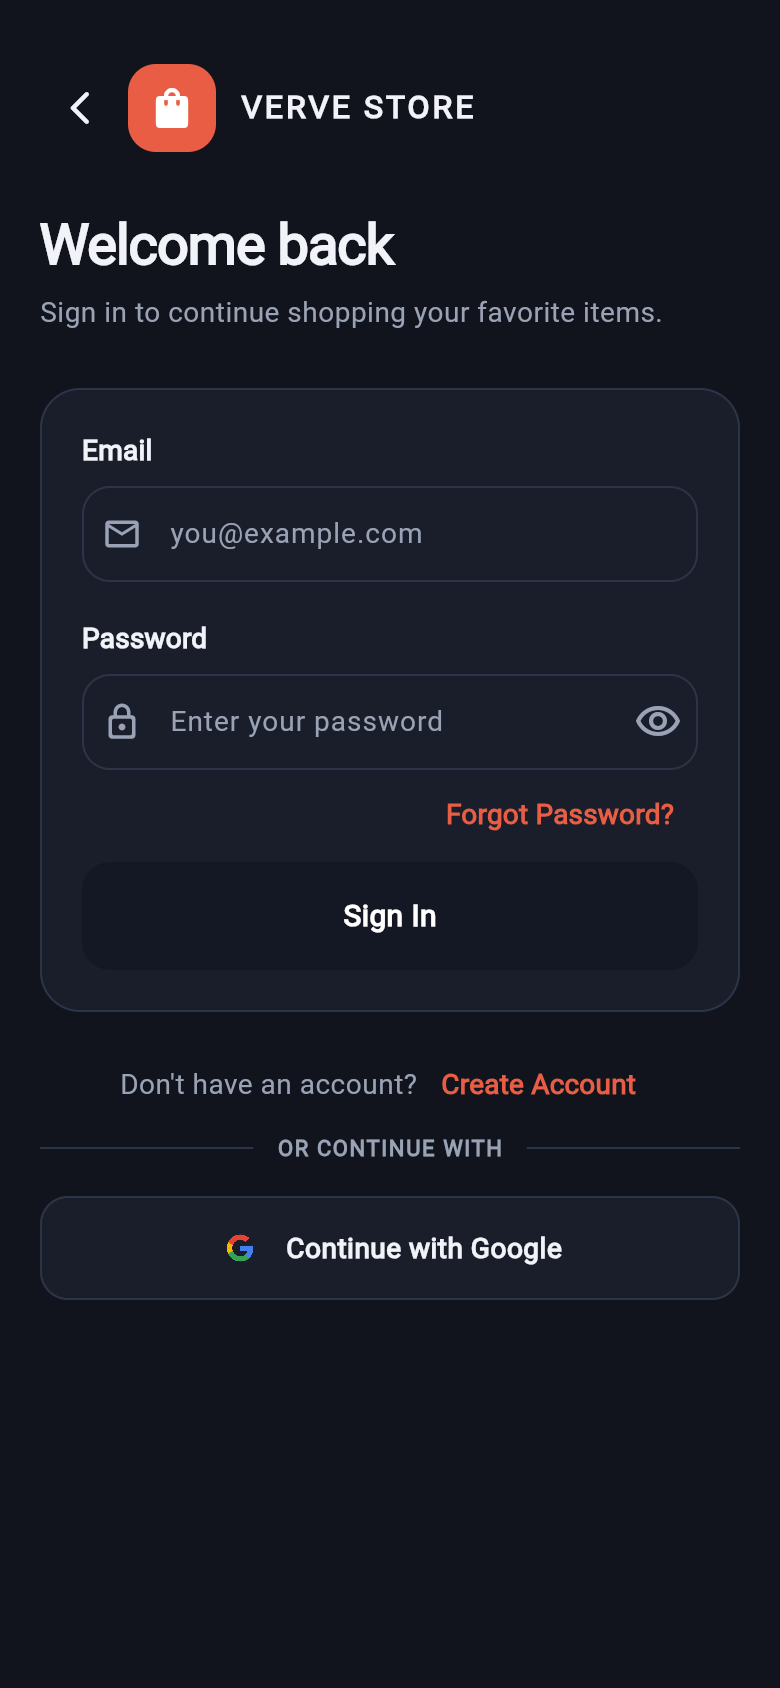 VERVE STORE
Welcome back
Sign in to continue shopping your favorite items.
Email
you@example.com
Password
Enter your password
Forgot Password?
Sign In
Don't have an account? Create Account
OR CONTINUE WITH
Continue with Google